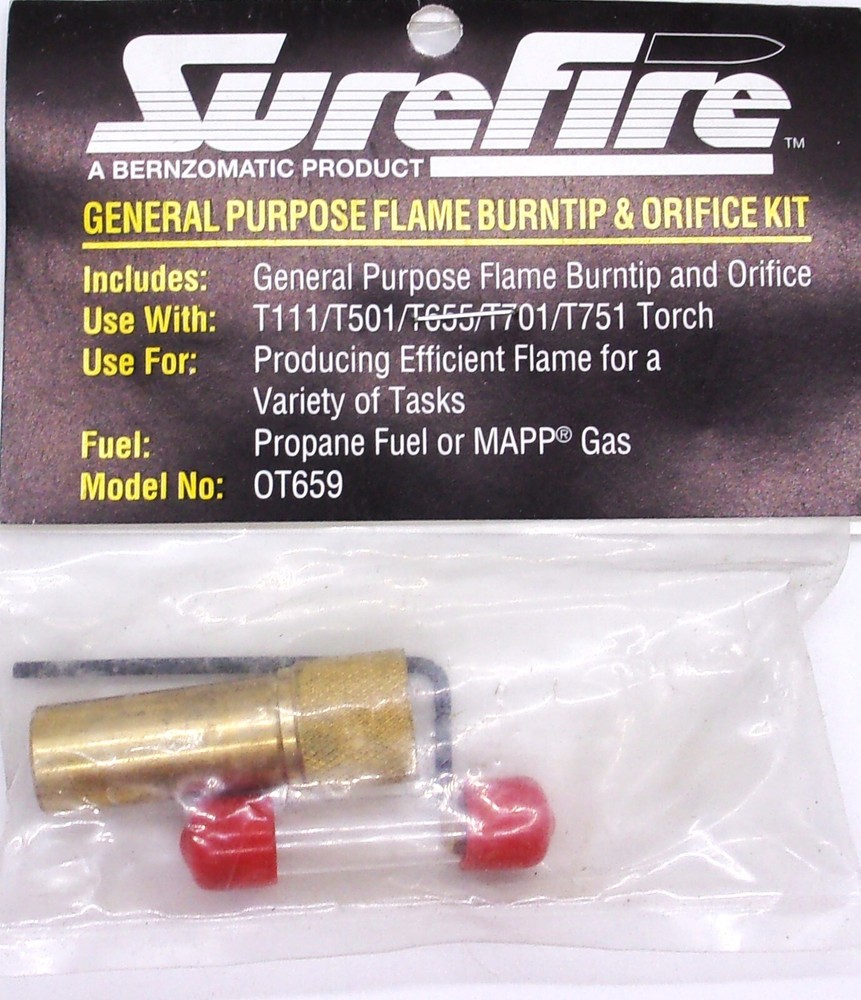 SureFire™
A BERNZOMATIC PRODUCT
GENERAL PURPOSE FLAME BURNTIP & ORIFICE KIT
Includes: General Purpose Flame Burntip and Orifice
Use With: T111/T501/T655/T701/T751 Torch
Use For: Producing Efficient Flame for a
Variety of Tasks
Fuel: Propane Fuel or MAPP® Gas
Model No: OT659